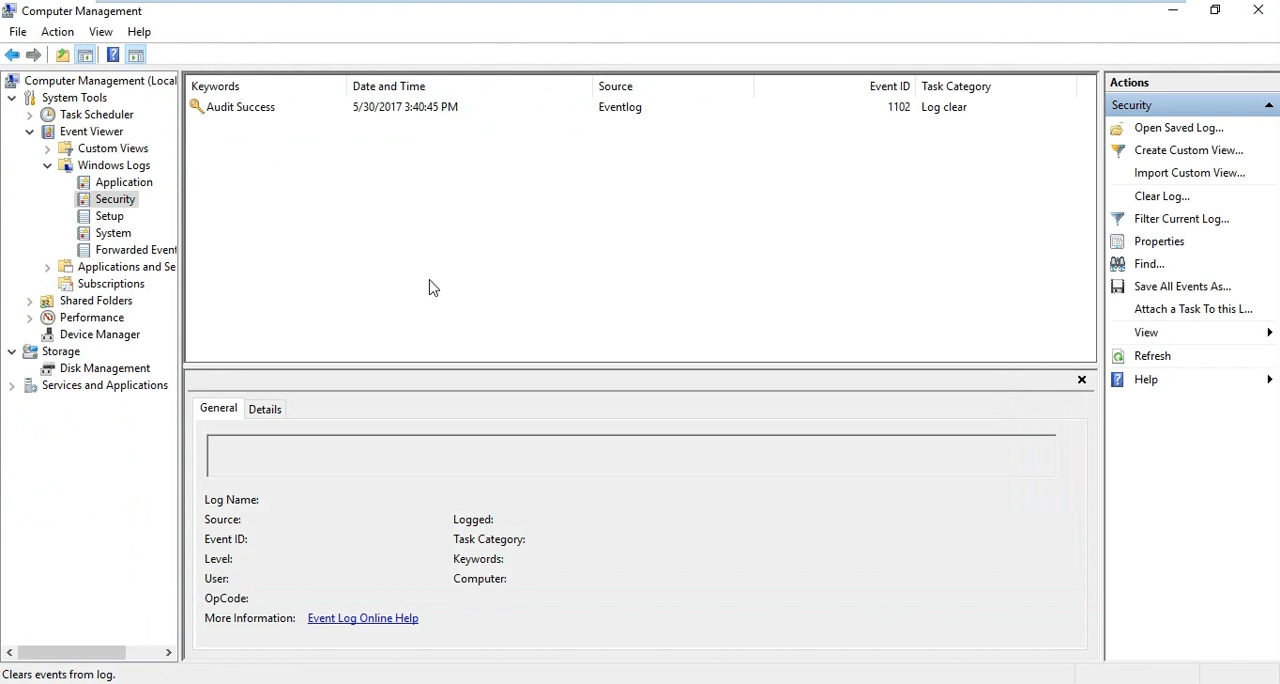 Computer Management
File Action View Help
Computer Management (Local
System Tools
Task Scheduler
Event Viewer
Custom Views
Windows Logs
Application
Security
Setup
System
Forwarded Event
Applications and Se
Subscriptions
Shared Folders
Performance
Device Manager
Storage
Disk Management
Services and Applications
Keywords Date and Time Source Event ID Task Category
Audit Success 5/30/2017 3:40:45 PM Eventlog 1102 Log clear
General Details
Log Name:
Source: Logged:
Event ID: Task Category:
Level: Keywords:
User: Computer:
OpCode:
More Information: Event Log Online Help
Actions
Security
Open Saved Log...
Create Custom View...
Import Custom View...
Clear Log...
Filter Current Log...
Properties
Find...
Save All Events As...
Attach a Task To this L...
View
Refresh
Help
Clears events from log.